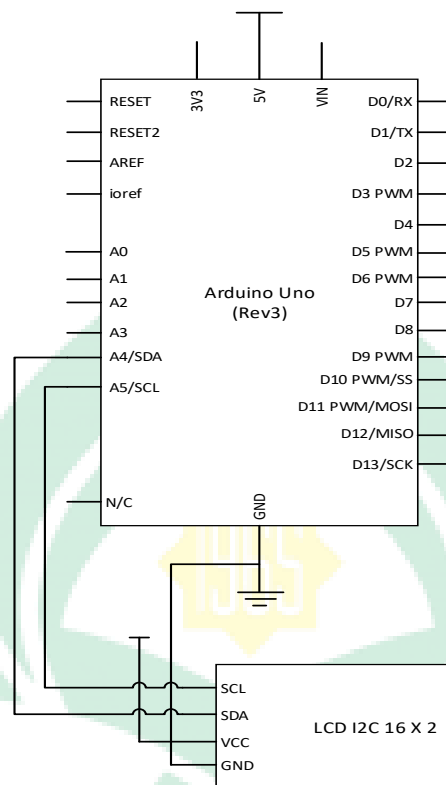 3V3
5V
VIN
RESET
RESET2
AREF
ioref
A0
A1
A2
A3
A4/SDA
A5/SCL
N/C
Arduino Uno
(Rev3)
D0/RX
D1/TX
D2
D3 PWM
D4
D5 PWM
D6 PWM
D7
D8
D9 PWM
D10 PWM/SS
D11 PWM/MOSI
D12/MISO
D13/SCK
GND
SCL
SDA
VCC
GND
LCD I2C 16 X 2